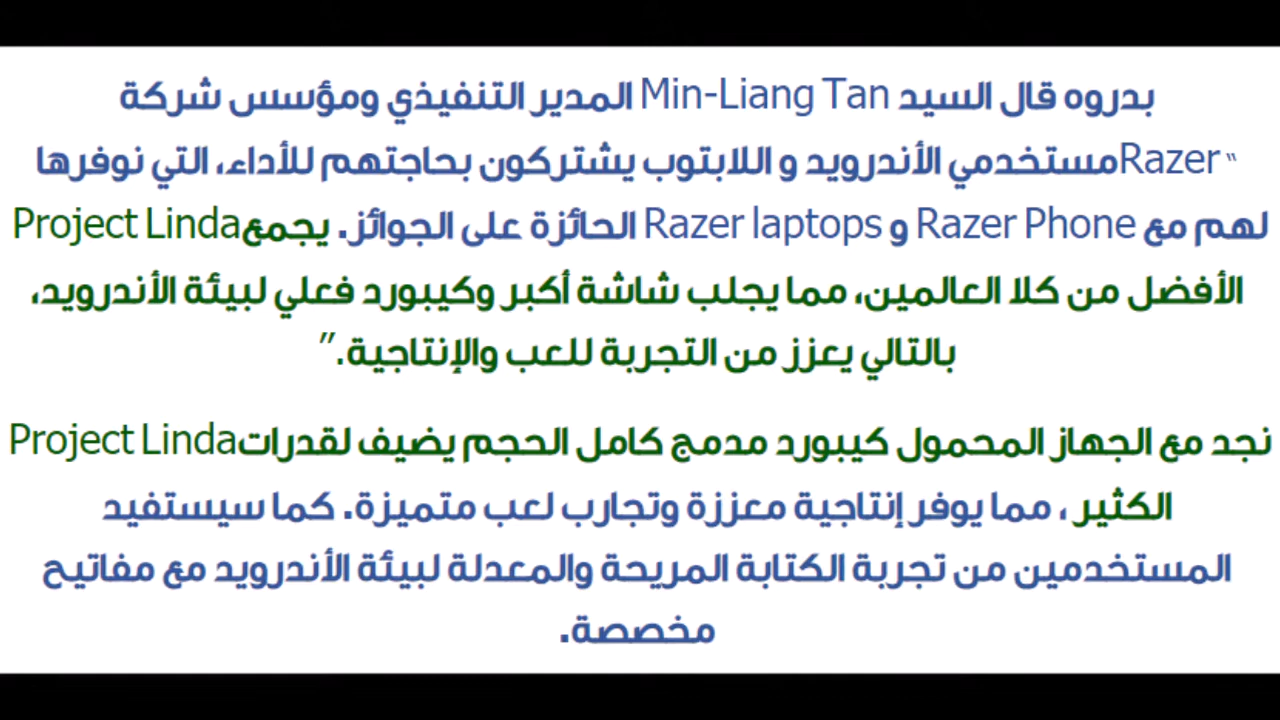 بدروه قال السيد Min-Liang Tan المدير التنفيذي ومؤسس شركة
Razer “مستخدمي الأندرويد و اللابتوب يشتركون بحاجتهم للأداء، التي نوفرها
لهم مع Razer Phone و Razer laptops الحائزة على الجوائز. يجمع Project Linda
الأفضل من كلا العالمين، مما يجلب شاشة أكبر وكيبورد فعلي لبيئة الأندرويد،
بالتالي يعزز من التجربة للعب والإنتاجية.”
نجد مع الجهاز المحمول كيبورد مدمج كامل الحجم يضيف لقدرات Project Linda
الكثير ، مما يوفر إنتاجية معززة وتجارب لعب متميزة. كما سيستفيد
المستخدمين من تجربة الكتابة المريحة والمعدلة لبيئة الأندرويد مع مفاتيح
مخصصة.